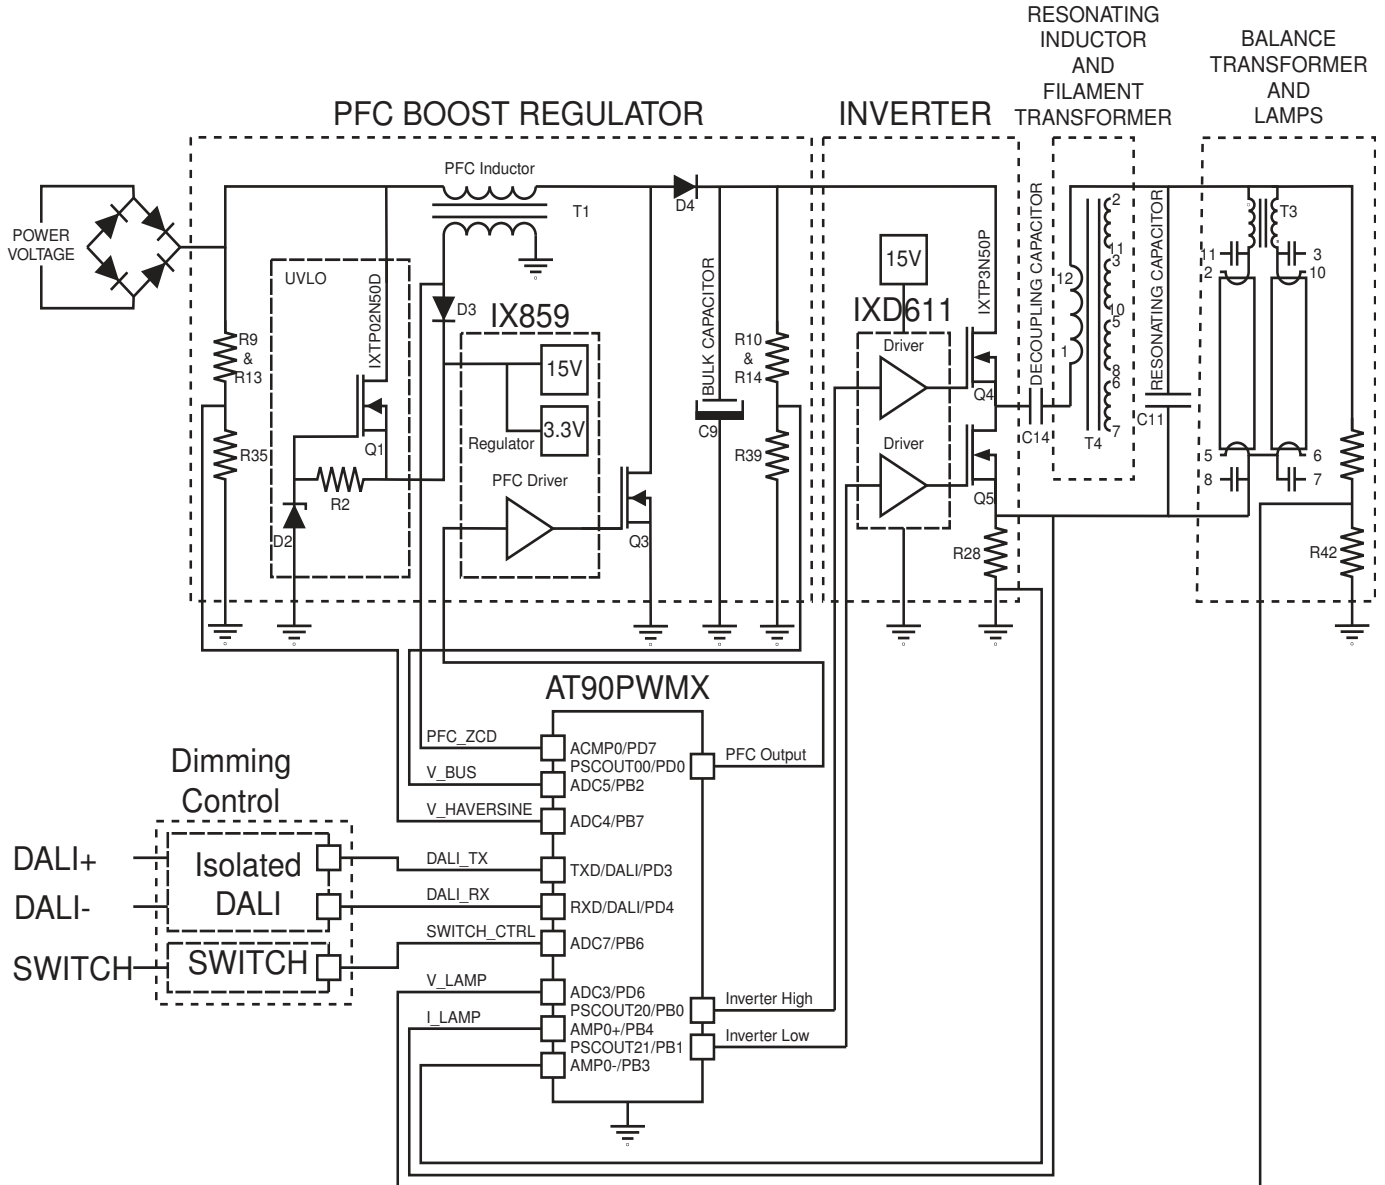 RESONATING
INDUCTOR
AND
FILAMENT
TRANSFORMER
BALANCE
TRANSFORMER
AND
LAMPS
PFC BOOST REGULATOR
INVERTER
POWER
VOLTAGE
PFC Inductor
T1
D4
UVLO
IXTP02N50D
D3
IX859
15V
3.3V
Regulator
PFC Driver
Q1
R2
D2
R9
&
R13
R35
Q3
BULK CAPACITOR
C9
R10
&
R14
R39
15V
IXD611
Driver
Driver
IXTP3N50P
Q4
Q5
R28
DECOUPLING CAPACITOR
C14
12
1
2
11
3
10
5
8
6
7
T4
RESONATING CAPACITOR
C11
T3
11
3
2
10
5
6
8
7
R42
AT90PWMX
PFC_ZCD
ACMP0/PD7
PSCOUT00/PD0
PFC Output
V_BUS
ADC5/PB2
V_HAVERSINE
ADC4/PB7
Dimming
Control
DALI+
DALI-
Isolated
DALI
DALI_TX
TXD/DALI/PD3
DALI_RX
RXD/DALI/PD4
SWITCH
SWITCH
SWITCH_CTRL
ADC7/PB6
V_LAMP
ADC3/PD6
PSCOUT20/PB0
Inverter High
I_LAMP
AMP0+/PB4
PSCOUT21/PB1
Inverter Low
AMP0-/PB3